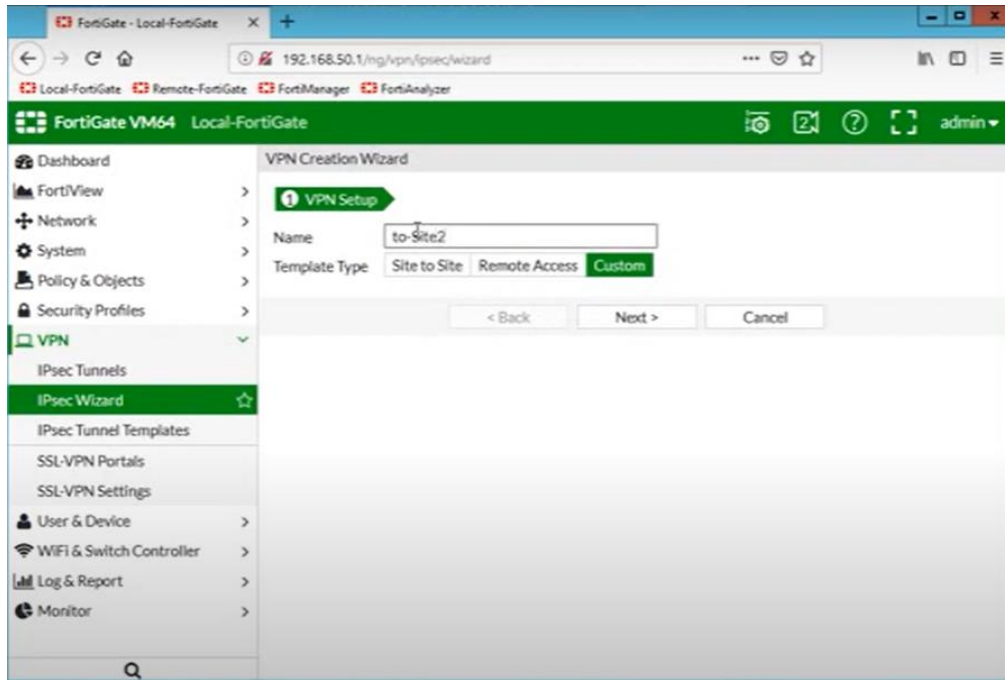 FortiGate - Local-FortiGate
192.168.50.1/ng/vpn/ipsec/wizard
Local-FortiGate Remote-FortiGate FortiManager FortiAnalyzer
FortiGate VM64 Local-FortiGate 2 admin
Dashboard
FortiView
Network
System
Policy & Objects
Security Profiles
VPN
IPsec Tunnels
IPsec Wizard
IPsec Tunnel Templates
SSL-VPN Portals
SSL-VPN Settings
User & Device
WiFi & Switch Controller
Log & Report
Monitor
VPN Creation Wizard
1 VPN Setup
Name to-Site2
Template Type Site to Site Remote Access Custom
< Back Next > Cancel